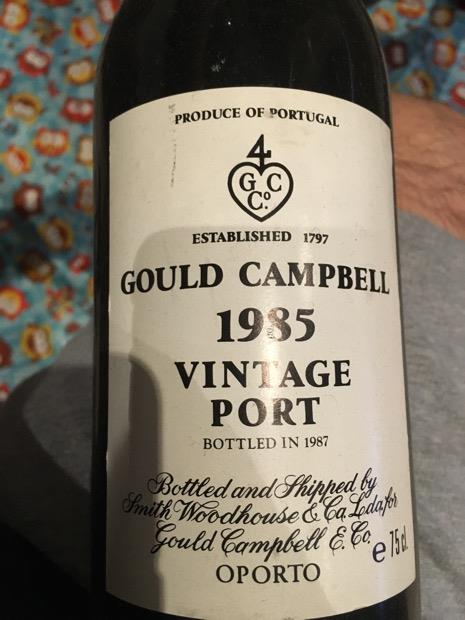 PRODUCE OF PORTUGAL
4
G C
Co.
ESTABLISHED 1797
GOULD CAMPBELL
1985
VINTAGE
PORT
BOTTLED IN 1987
Bottled and Shipped by
Smith Woodhouse & Ca. Lda, for
Gould Campbell E. Co.
e 75 cl.
OPORTO